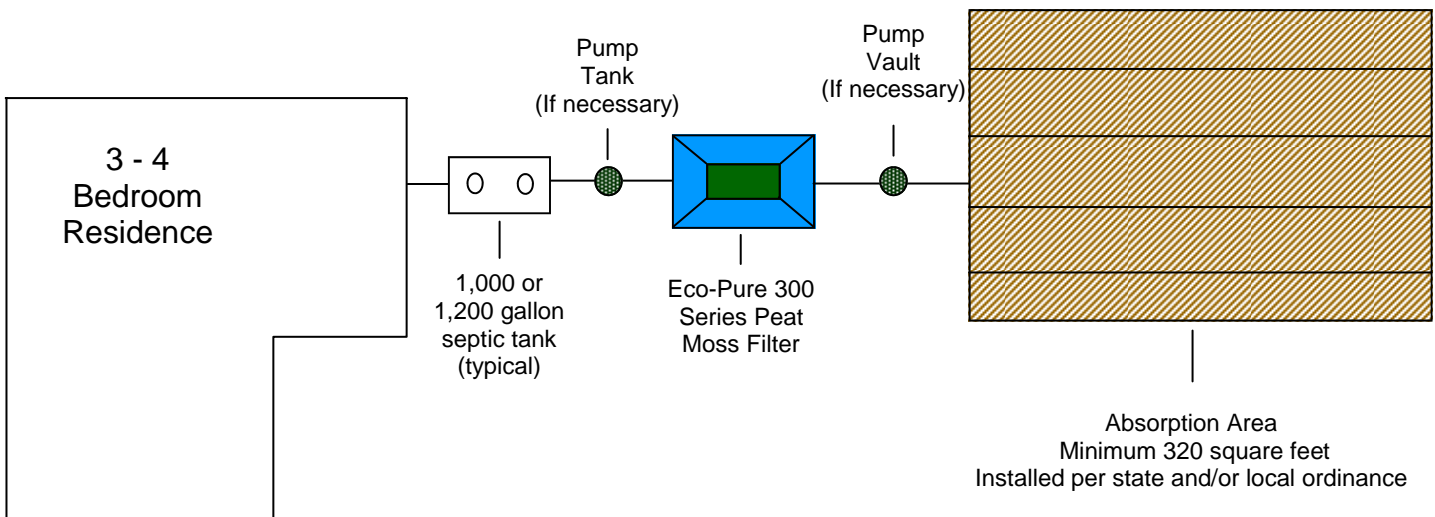 3 - 4
Bedroom
Residence
1,000 or
1,200 gallon
septic tank
(typical)
Pump
Tank
(If necessary)
Eco-Pure 300
Series Peat
Moss Filter
Pump
Vault
(If necessary)
Absorption Area
Minimum 320 square feet
Installed per state and/or local ordinance